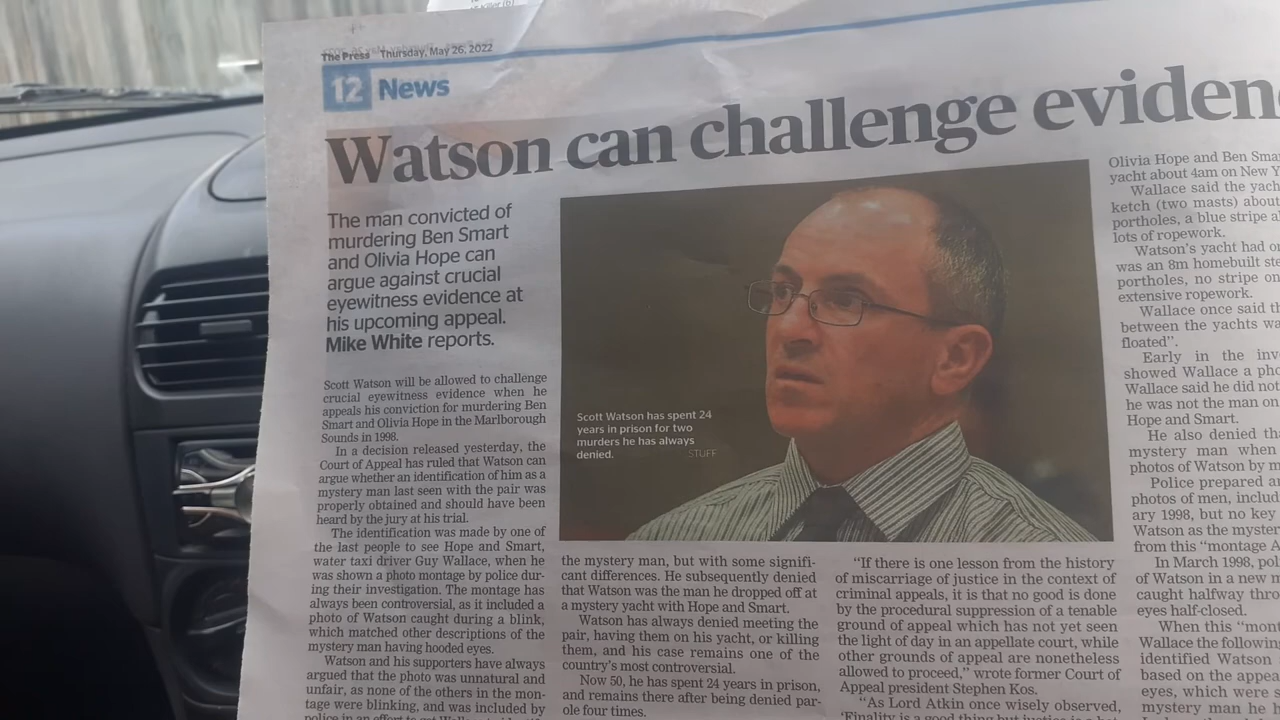 The Press Thursday, May 26, 2022
12 News
Watson can challenge eviden
The man convicted of
murdering Ben Smart
and Olivia Hope can
argue against crucial
eyewitness evidence at
his upcoming appeal.
Mike White reports.
Scott Watson will be allowed to challenge
crucial eyewitness evidence when he
appeals his conviction for murdering Ben
Smart and Olivia Hope in the Marlborough
Sounds in 1998.
In a decision released yesterday, the
Court of Appeal has ruled that Watson can
argue whether an identification of him as a
mystery man last seen with the pair was
properly obtained and should have been
heard by the jury at his trial.
The identification was made by one of
the last people to see Hope and Smart,
water taxi driver Guy Wallace, when he
was shown a photo montage by police dur-
ing their investigation. The montage has
always been controversial, as it included a
photo of Watson caught during a blink,
which matched other descriptions of the
mystery man having hooded eyes.
Watson and his supporters have always
argued that the photo was unnatural and
unfair, as none of the others in the mon-
tage were blinking, and was included by
police in an effort to get
Scott Watson has spent 24
years in prison for two
murders he has always
denied.
STUFF
the mystery man, but with some signifi-
cant differences. He subsequently denied
that Watson was the man he dropped off at
a mystery yacht with Hope and Smart.
Watson has always denied meeting the
pair, having them on his yacht, or killing
them, and his case remains one of the
country's most controversial.
Now 50, he has spent 24 years in prison,
and remains there after being denied par-
ole four times.
"If there is one lesson from the history
of miscarriage of justice in the context of
criminal appeals, it is that no good is done
by the procedural suppression of a tenable
ground of appeal which has not yet seen
the light of day in an appellate court, while
other grounds of appeal are nonetheless
allowed to proceed," wrote former Court of
Appeal president Stephen Kos.
"As Lord Atkin once wisely observed,
'Finality is a good thing but justice is a
Olivia Hope and Ben Smar
yacht about 4am on New Y
Wallace said the yach
ketch (two masts) about
portholes, a blue stripe a
lots of ropework.
Watson's yacht had or
was an 8m homebuilt ste
portholes, no stripe on
extensive ropework.
Wallace once said th
between the yachts wa
floated".
Early in the inv
showed Wallace a pho
Wallace said he did not
he was not the man on
Hope and Smart.
He also denied tha
mystery man when
photos of Watson by m
Police prepared an
photos of men, includ
ary 1998, but no key
Watson as the myster
from this "montage A
In March 1998, pol
of Watson in a new m
caught halfway thro
eyes half-closed.
When this "mont
Wallace the following
identified Watson
based on the appea
eyes, which were s
mystery man he h